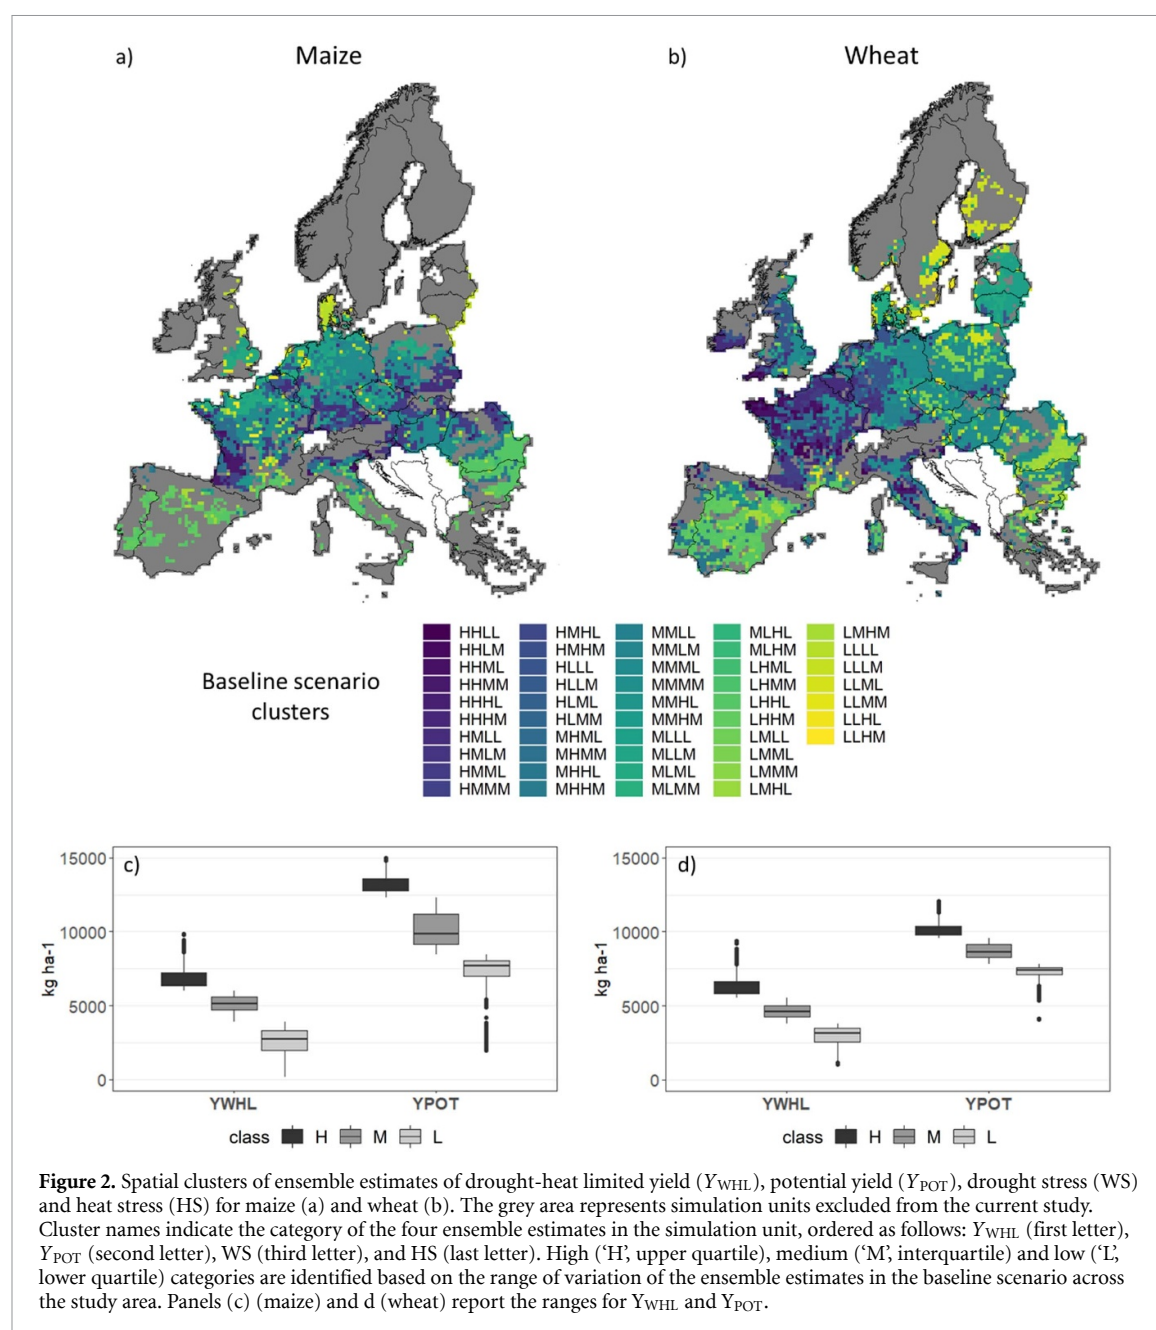 a)
Maize
b)
Wheat
Baseline scenario
clusters
HHLL
HHLM
HHML
HHMM
HHHL
HHHM
HMLL
HMLM
HMML
HMMM
HMHL
HMHM
HLLL
HLLM
HLML
HLMM
MHML
MHMM
MHHL
MHHM
MMLL
MMLM
MMML
MMMM
MMHL
MMHM
MLLL
MLLM
MLML
MLMM
MLHL
MLHM
LHML
LHMM
LHHL
LHHM
LMLL
LMML
LMMM
LMHL
LMHM
LLLL
LLLM
LLML
LLMM
LLHL
LLHM
c)
15000
10000
5000
0
kg ha-1
YWHL
YPOT
class H M L
d)
15000
10000
5000
0
kg ha-1
YWHL
YPOT
class H M L
Figure 2. Spatial clusters of ensemble estimates of drought-heat limited yield (YWHL), potential yield (YPOT), drought stress (WS)
and heat stress (HS) for maize (a) and wheat (b). The grey area represents simulation units excluded from the current study.
Cluster names indicate the category of the four ensemble estimates in the simulation unit, ordered as follows: YWHL (first letter),
YPOT (second letter), WS (third letter), and HS (last letter). High (‘H’, upper quartile), medium (‘M’, interquartile) and low (‘L’,
lower quartile) categories are identified based on the range of variation of the ensemble estimates in the baseline scenario across
the study area. Panels (c) (maize) and d (wheat) report the ranges for YWHL and YPOT.